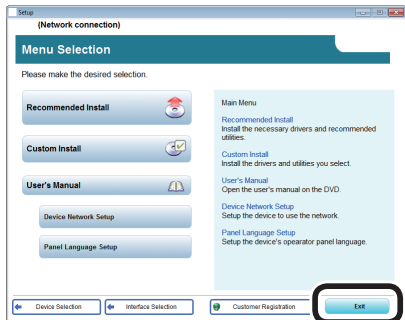 Setup
(Network connection)
Menu Selection
Please make the desired selection.
Recommended Install
Custom Install
User's Manual
Device Network Setup
Panel Language Setup
Main Menu
Recommended Install
Install the necessary drivers and recommended
utilities.
Custom Install
Install the drivers and utilities you select.
User's Manual
Open the user's manual on the DVD.
Device Network Setup
Setup the device to use the network.
Panel Language Setup
Setup the device's opearator panel language.
Device Selection
Interface Selection
Customer Registration
Exit